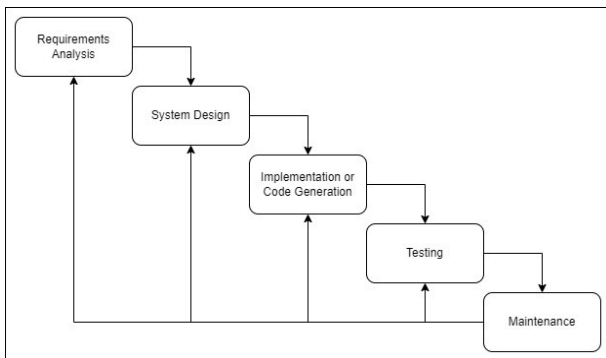 Requirements
Analysis
System Design
Implementation or
Code Generation
Testing
Maintenance